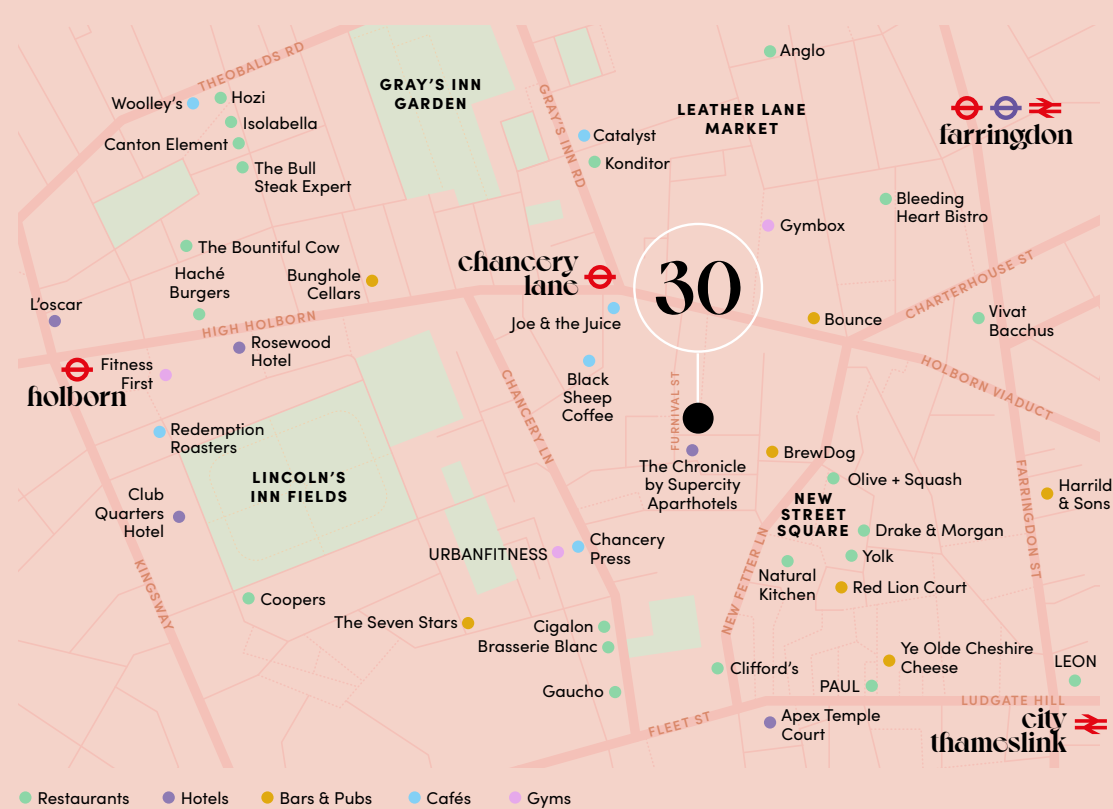 Anglo
THEOBALDS RD
Woolley's
Hozi
Isolabella
Canton Element
The Bull
Steak Expert
GRAY'S INN
GARDEN
GRAY'S INN RD
LEATHER LANE
MARKET
farringdon
Catalyst
Konditor
Bleeding
Heart Bistro
Gymbox
The Bountiful Cow
Haché
Burgers
Bunghole
Cellars
chancery
lane
30
CHARTERHOUSE ST
L'oscar
HIGH HOLBORN
Joe & the Juice
Bounce
Vivat
Bacchus
Rosewood
Hotel
Fitness
First
holborn
Black
Sheep
Coffee
CHANCERY LN
FURNIVAL ST
HOLBORN VIADUCT
Redemption
Roasters
LINCOLN'S
INN FIELDS
The Chronicle
by Supercity
Aparthotels
BrewDog
Olive + Squash
NEW
STREET
SQUARE
Harrild
& Sons
FARRINGDON ST
Club
Quarters
Hotel
Drake & Morgan
URBANFITNESS
Chancery
Press
Yolk
Natural
Kitchen
Red Lion Court
NEW FETTER LN
KINGSWAY
Coopers
The Seven Stars
Cigalon
Brasserie Blanc
Gaucho
Clifford's
Ye Olde Cheshire
Cheese
LEON
PAUL
LUDGATE HILL
FLEET ST
Apex Temple
Court
city
thameslink
Restaurants
Hotels
Bars & Pubs
Cafés
Gyms